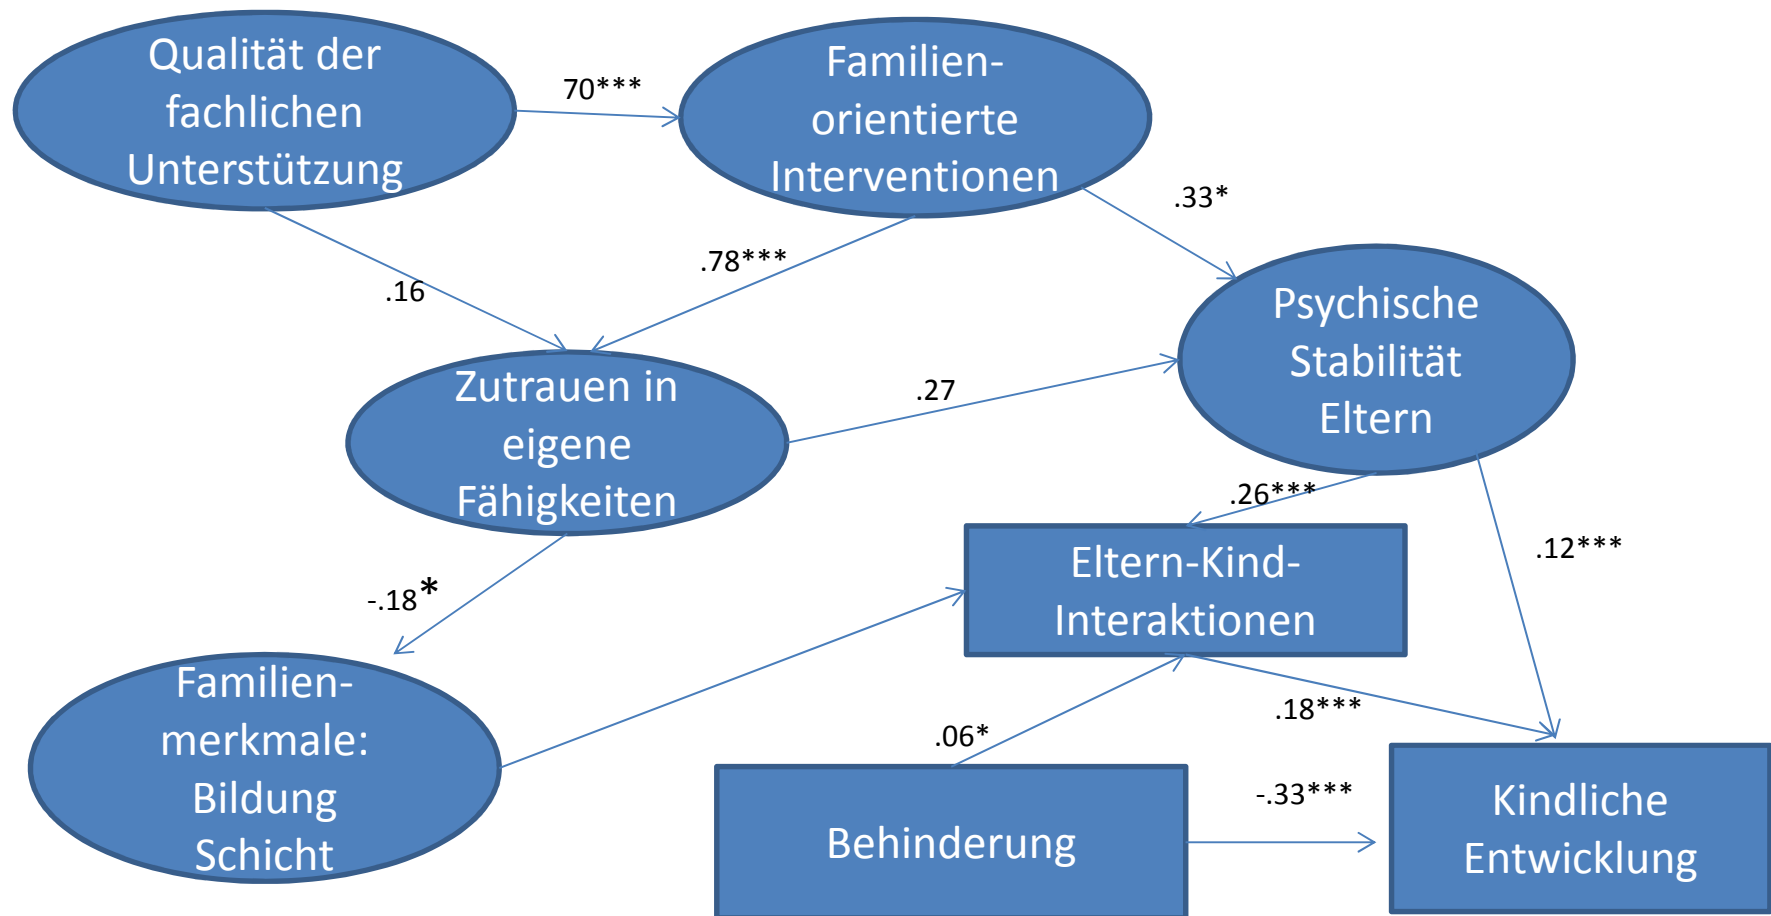 Qualität der
fachlichen
Unterstützung
70***
Familien-
orientierte
Interventionen
.33*
.78***
.16
Psychische
Stabilität
Eltern
Zutrauen in
eigene
Fähigkeiten
.27
.26***
.12***
-.18*
Eltern-Kind-
Interaktionen
Familien-
merkmale:
Bildung
Schicht
.06*
.18***
-.33***
Behinderung
Kindliche
Entwicklung